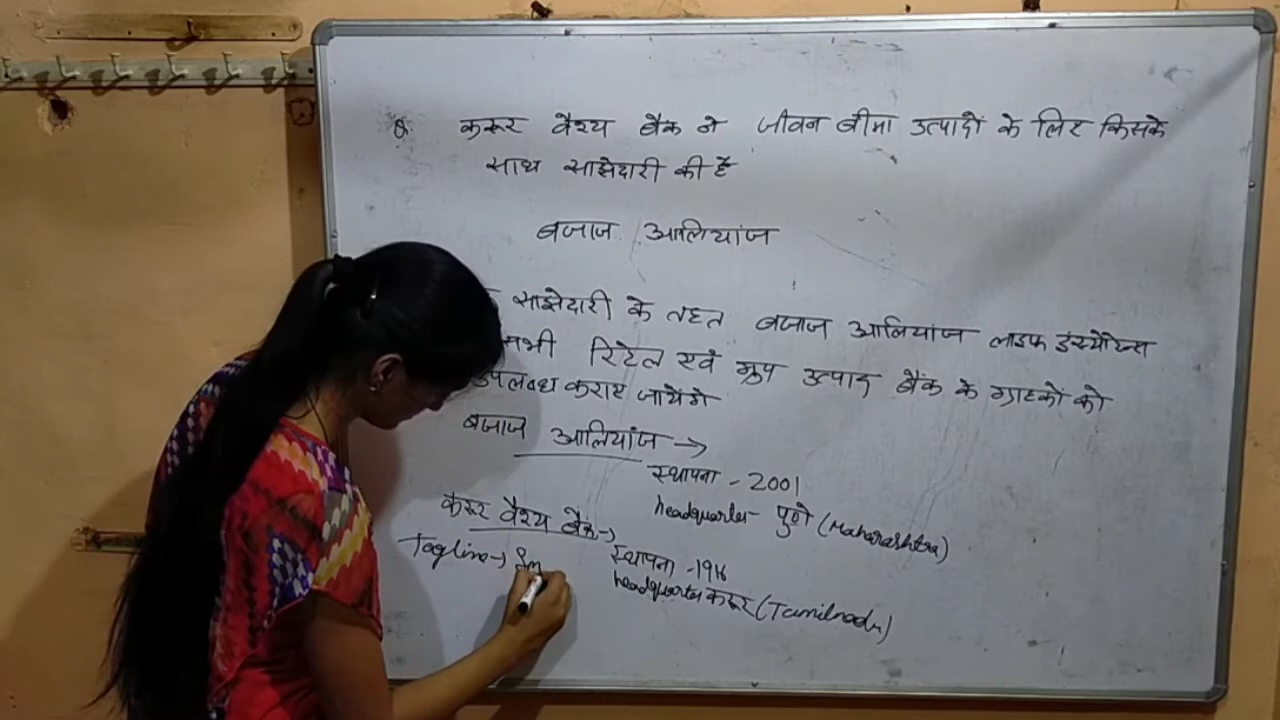 Q करूर वैश्य बैंक ने जीवन बीमा उत्पादों के लिए किसके
साथ साझेदारी की है
बजाज आलियांज
साझेदारी के तहत बजाज आलियांज लाइफ इंश्योरेन्स
सभी रिटेल एवं ग्रुप उत्पाद बैंक के ग्राहकों को
उपलब्ध कराए जायेंगे
बजाज आलियांज →
स्थापना - 2001
headquarter - पुणे (Maharashtra)
करूर वैश्य बैंक →
स्थापना - 1916
headquarter करूर (Tamilnadu)
Tagline → Sm